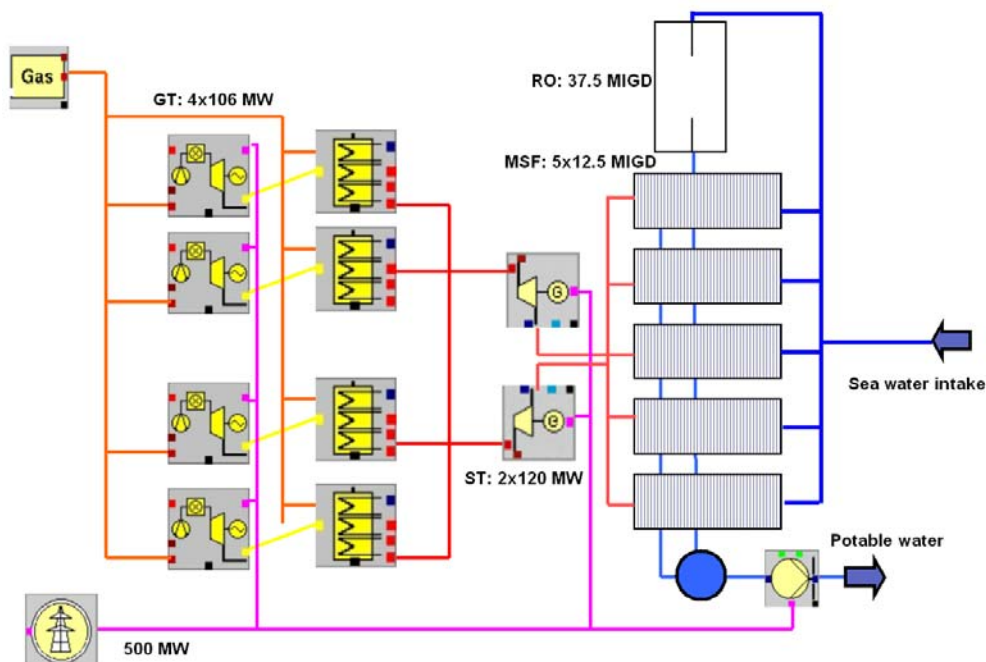 Gas
GT: 4x106 MW
RO: 37.5 MIGD
MSF: 5x12.5 MIGD
G
G
ST: 2x120 MW
Sea water intake
Potable water
500 MW